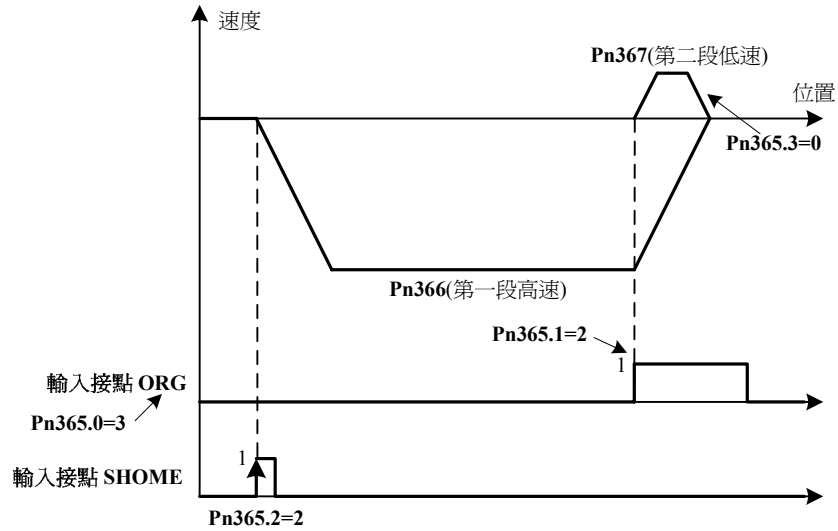 速度
Pn367(第二段低速)
位置
Pn365.3=0
Pn366(第一段高速)
Pn365.1=2
1
輸入接點 ORG
Pn365.0=3
1
輸入接點 SHOME
Pn365.2=2